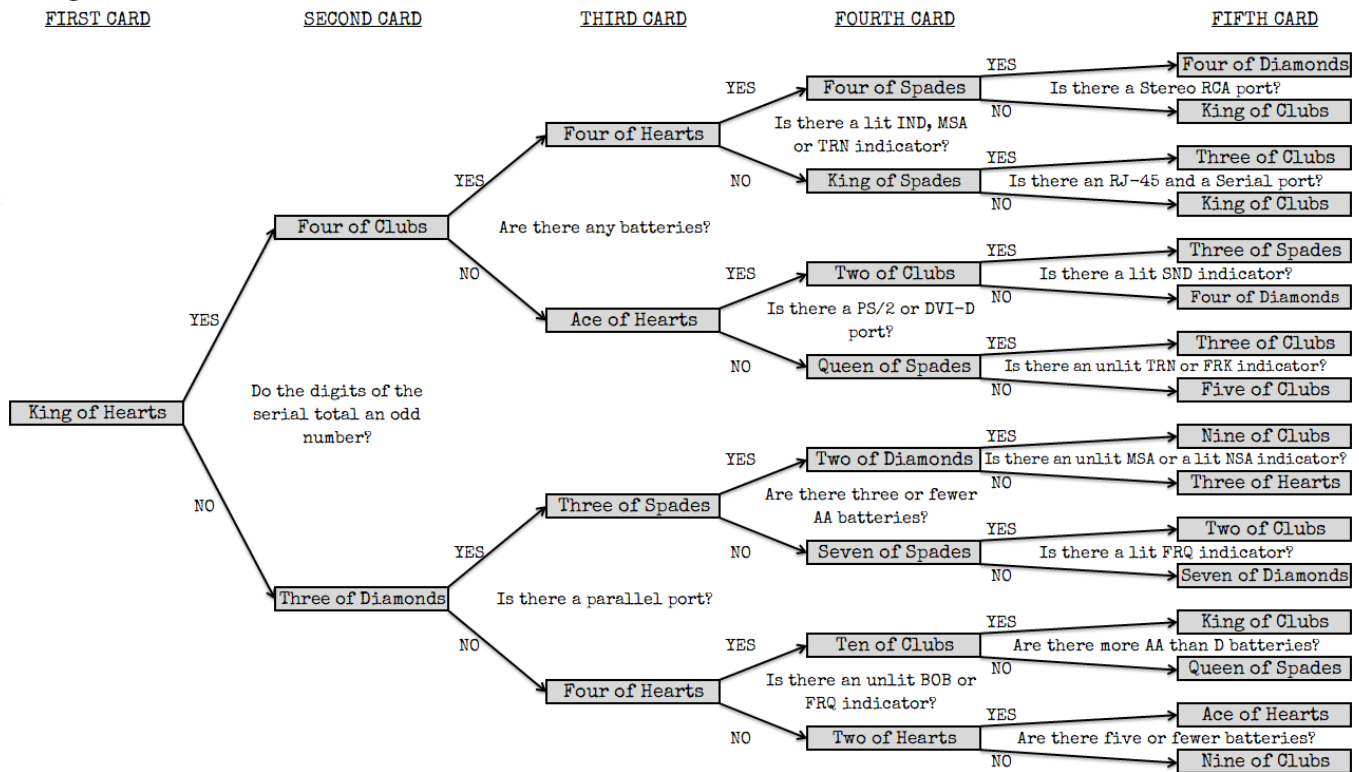 FIRST CARD
SECOND CARD
THIRD CARD
FOURTH CARD
FIFTH CARD
King of Hearts
YES
NO
Do the digits of the
serial total an odd
number?
Four of Clubs
YES
NO
Are there any batteries?
Three of Diamonds
YES
NO
Is there a parallel port?
Four of Hearts
YES
NO
Is there a lit IND, MSA
or TRN indicator?
Ace of Hearts
YES
NO
Is there a PS/2 or DVI-D
port?
Three of Spades
YES
NO
Are there three or fewer
AA batteries?
Four of Hearts
YES
NO
Is there an unlit BOB or
FRQ indicator?
Four of Spades
YES
NO
Is there a Stereo RCA port?
King of Spades
YES
NO
Is there an RJ-45 and a Serial port?
Two of Clubs
YES
NO
Is there a lit SND indicator?
Queen of Spades
YES
NO
Is there an unlit TRN or FRK indicator?
Two of Diamonds
YES
NO
Is there an unlit MSA or a lit NSA indicator?
Seven of Spades
YES
NO
Is there a lit FRQ indicator?
Ten of Clubs
YES
NO
Are there more AA than D batteries?
Two of Hearts
YES
NO
Are there five or fewer batteries?
Four of Diamonds
King of Clubs
Three of Clubs
King of Clubs
Three of Spades
Four of Diamonds
Three of Clubs
Five of Clubs
Nine of Clubs
Three of Hearts
Two of Clubs
Seven of Diamonds
King of Clubs
Queen of Spades
Ace of Hearts
Nine of Clubs